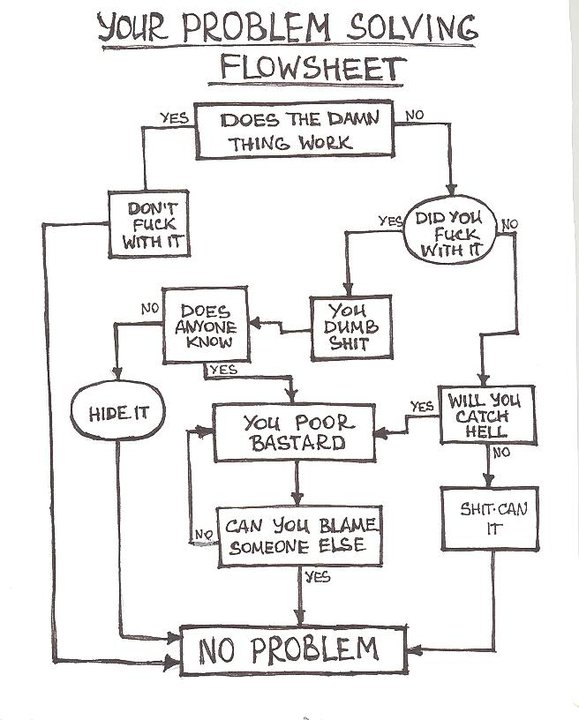 YOUR PROBLEM SOLVING
FLOWSHEET
YES
DOES THE DAMN
THING WORK
NO
DON'T
FUCK
WITH IT
YES
DID YOU
FUCK
WITH IT
NO
NO
DOES
ANYONE
KNOW
YOU
DUMB
SHIT
YES
HIDE IT
YOU POOR
BASTARD
YES
WILL YOU
CATCH
HELL
NO
NO
CAN YOU BLAME
SOMEONE ELSE
SHIT-CAN
IT
YES
NO PROBLEM